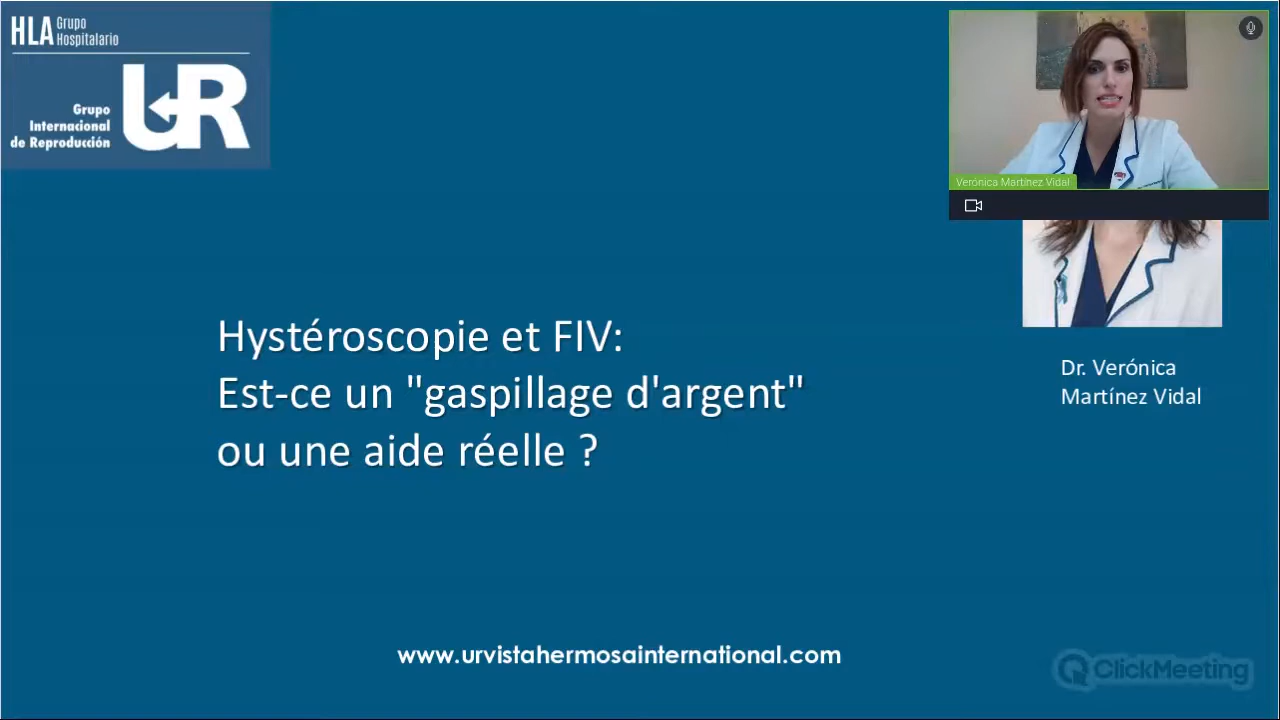 HLA Grupo
Hospitalario
UR
Grupo
Internacional
de Reproducción
Verónica Martínez Vidal
Hystéroscopie et FIV:
Est-ce un "gaspillage d'argent"
ou une aide réelle ?
Dr. Verónica
Martínez Vidal
www.urvistahermosainternational.com
ClickMeeting